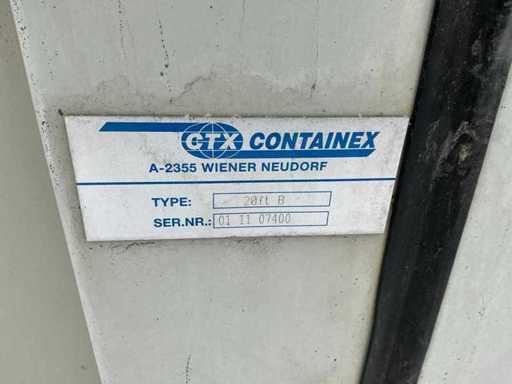 CTX CONTAINEX
A-2355 WIENER NEUDORF
TYPE: 20ft B
SER.NR.: 01 11 07400